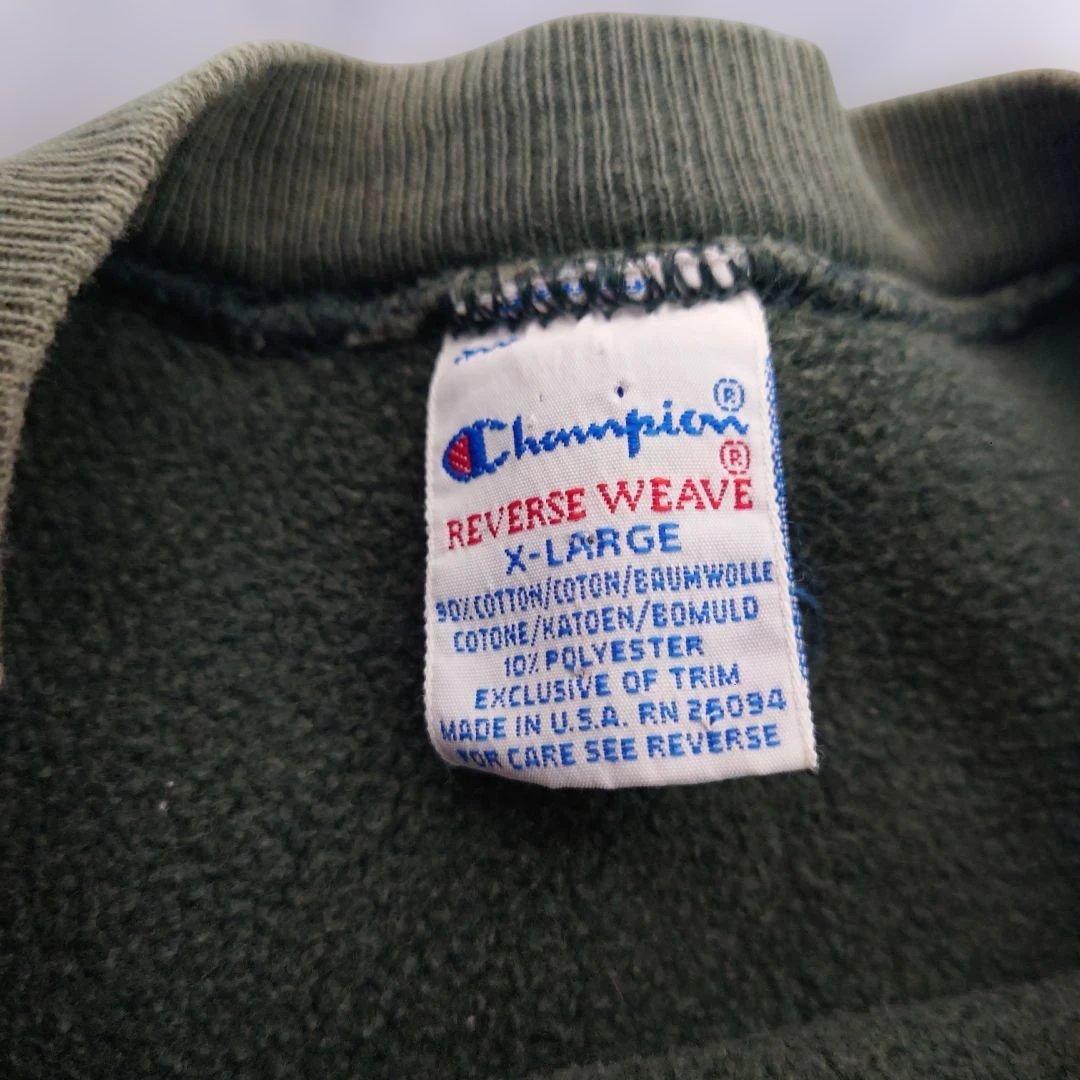 Champion®
REVERSE WEAVE®
X-LARGE
90% COTTON/COTON/BAUMWOLLE
COTONE/KATOEN/BOMULD
10% POLYESTER
EXCLUSIVE OF TRIM
MADE IN U.S.A. RN 26094
FOR CARE SEE REVERSE